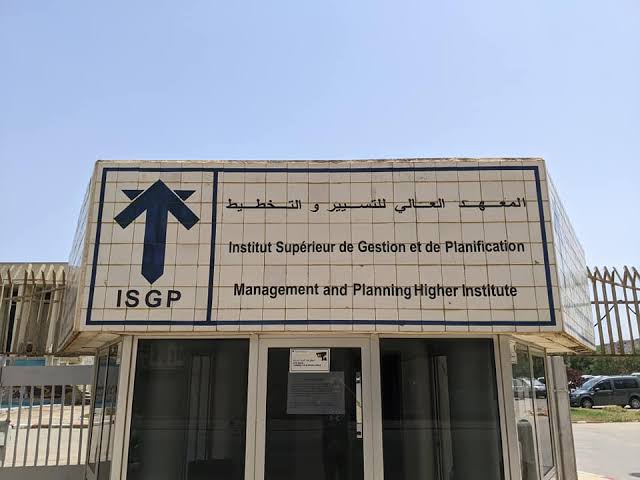 المعهد العالي للتسيير و التخطيط
Institut Supérieur de Gestion et de Planification
Management and Planning Higher Institute
ISGP